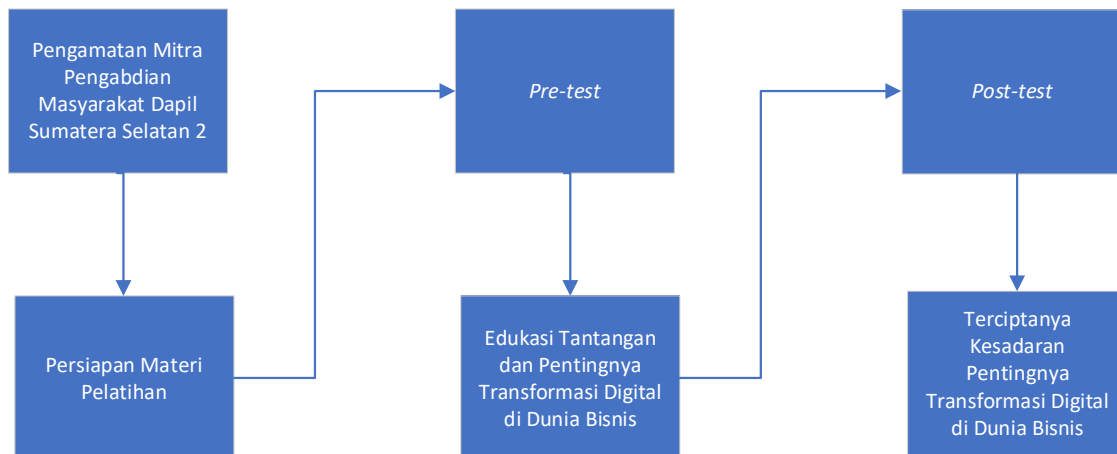 Pengamatan Mitra
Pengabdian
Masyarakat Dapil
Sumatera Selatan 2
Persiapan Materi
Pelatihan
Pre-test
Edukasi Tantangan
dan Pentingnya
Transformasi Digital
di Dunia Bisnis
Post-test
Terciptanya
Kesadaran
Pentingnya
Transformasi Digital
di Dunia Bisnis